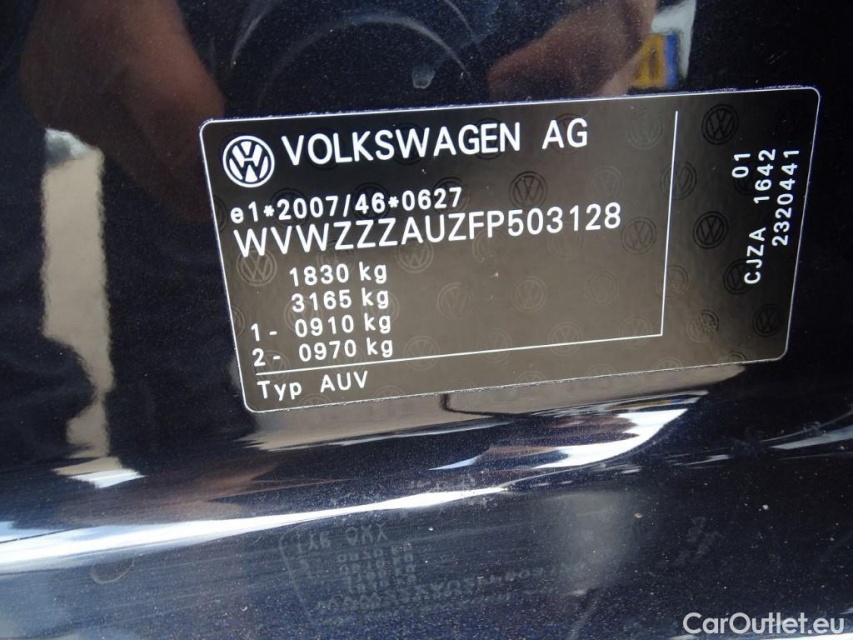 VOLKSWAGEN AG
e1*2007/46*0627
WVWZZZAUZFP503128
1830 kg
3165 kg
1- 0910 kg
2- 0970 kg
Typ AUV
01
CJZA 1642
2320441
CarOutlet.eu